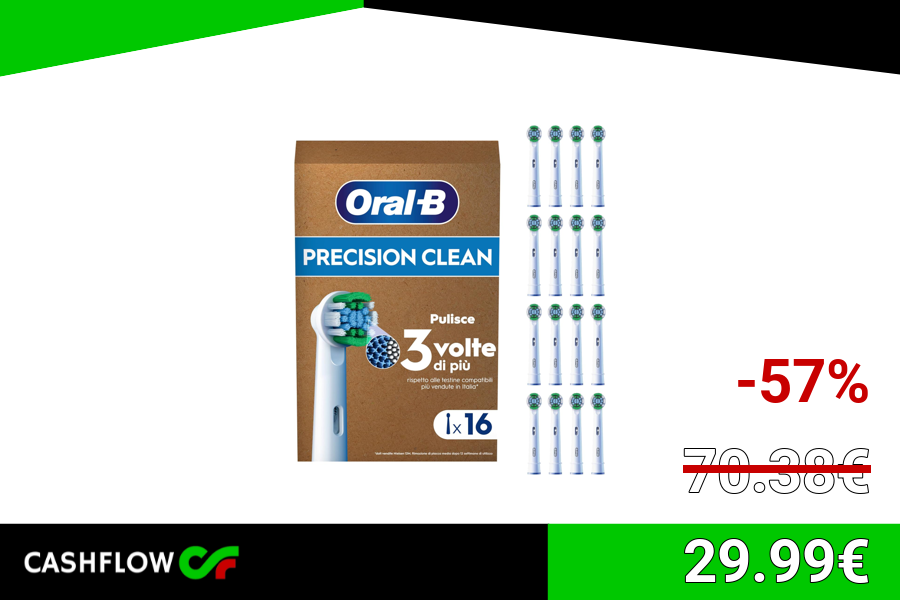 Oral-B
PRECISION CLEAN
Pulisce
3 volte
di più
rispetto alle testine compatibili
più vendute in Italia*
x16
-57%
70.38€
CASHFLOW
29.99€